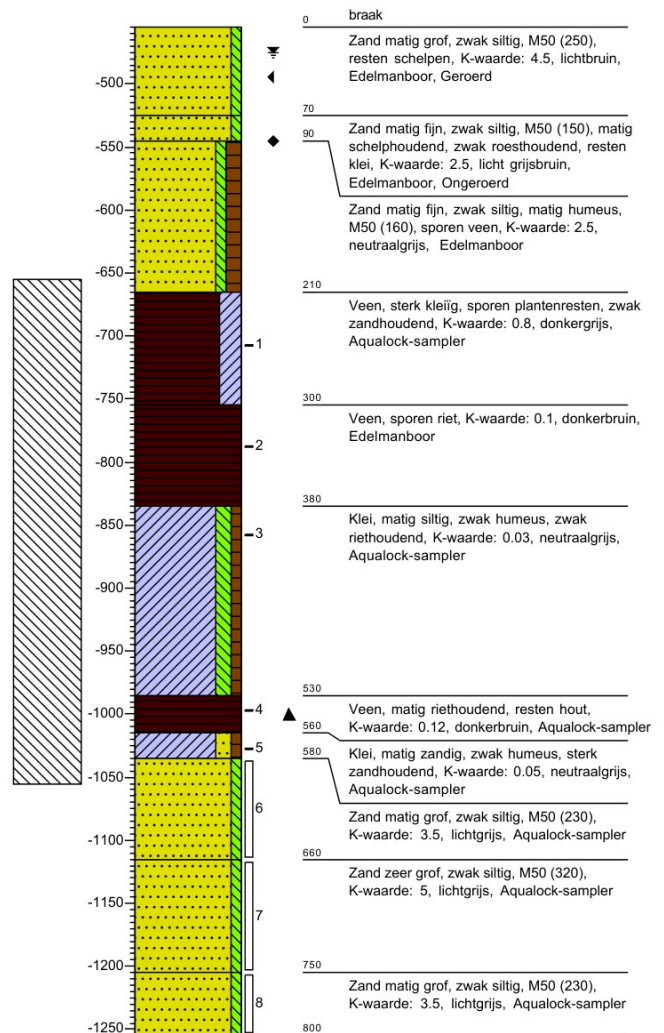 0
braak
Zand matig grof, zwak siltig, M50 (250),
resten schelpen, K-waarde: 4.5, lichtbruin,
Edelmanboor, Geroerd
-500
70
Zand matig fijn, zwak siltig, M50 (150), matig
schelphoudend, zwak roesthoudend, resten
klei, K-waarde: 2.5, licht grijsbruin,
Edelmanboor, Ongeroerd
-550
90
Zand matig fijn, zwak siltig, matig humeus,
M50 (160), sporen veen, K-waarde: 2.5,
neutraalgrijs, Edelmanboor
-600
-650
210
Veen, sterk kleiïg, sporen plantenresten, zwak
zandhoudend, K-waarde: 0.8, donkergrijs,
Aqualock-sampler
-700
1
-750
300
Veen, sporen riet, K-waarde: 0.1, donkerbruin,
Edelmanboor
2
-800
380
Klei, matig siltig, zwak humeus, zwak
riethoudend, K-waarde: 0.03, neutraalgrijs,
Aqualock-sampler
3
-850
-900
-950
530
Veen, matig riethoudend, resten hout,
K-waarde: 0.12, donkerbruin, Aqualock-sampler
4
-1000
560
Klei, matig zandig, zwak humeus, sterk
zandhoudend, K-waarde: 0.05, neutraalgrijs,
Aqualock-sampler
5
580
Zand matig grof, zwak siltig, M50 (230),
K-waarde: 3.5, lichtgrijs, Aqualock-sampler
-1050
6
-1100
660
Zand zeer grof, zwak siltig, M50 (320),
K-waarde: 5, lichtgrijs, Aqualock-sampler
-1150
7
-1200
750
Zand matig grof, zwak siltig, M50 (230),
K-waarde: 3.5, lichtgrijs, Aqualock-sampler
8
-1250
800